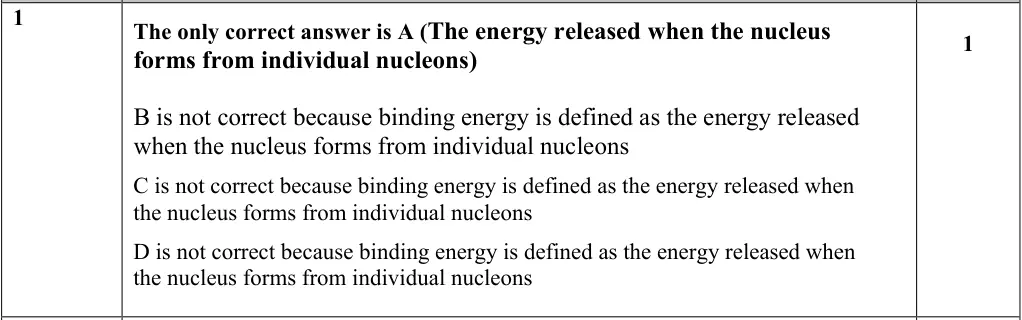 1
The only correct answer is A (The energy released when the nucleus
forms from individual nucleons)
1
B is not correct because binding energy is defined as the energy released
when the nucleus forms from individual nucleons
C is not correct because binding energy is defined as the energy released when
the nucleus forms from individual nucleons
D is not correct because binding energy is defined as the energy released when
the nucleus forms from individual nucleons